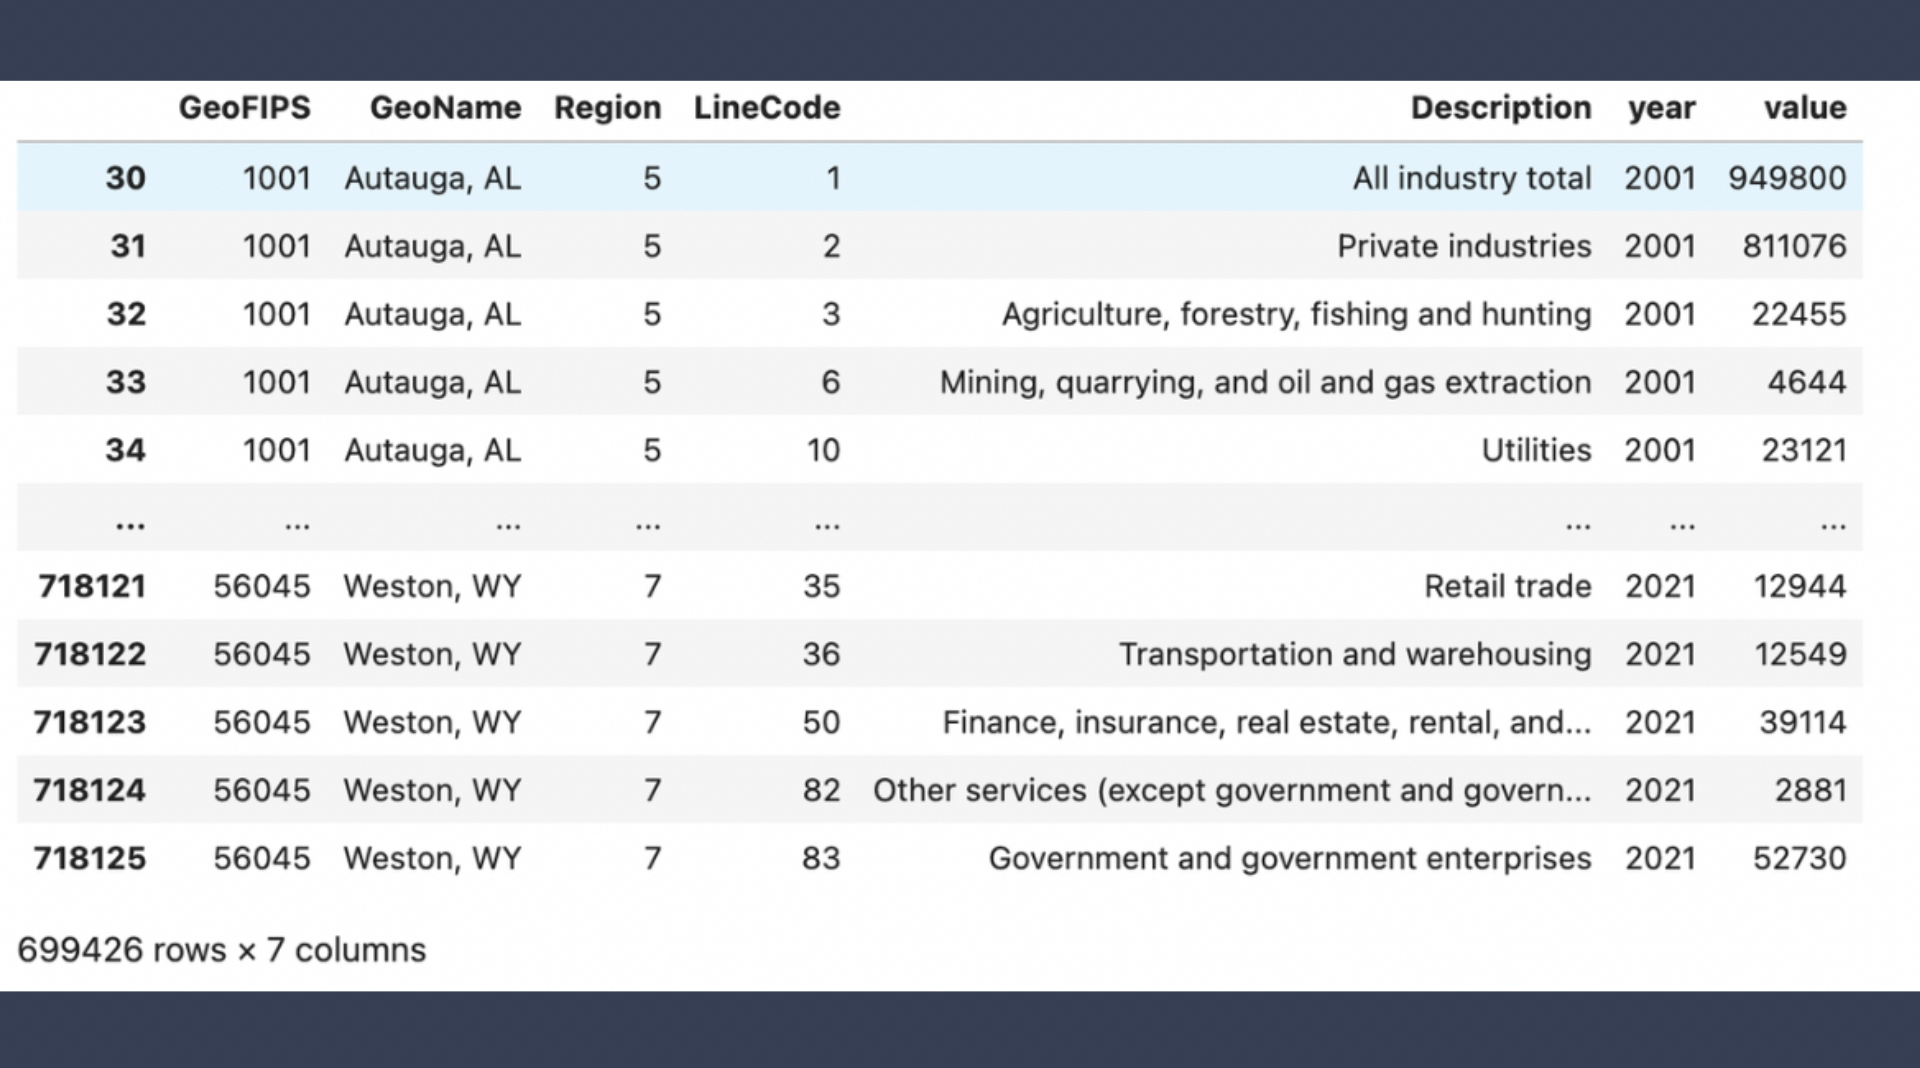 GeoFIPS GeoName Region LineCode Description year value
30 1001 Autauga, AL 5 1 All industry total 2001 949800
31 1001 Autauga, AL 5 2 Private industries 2001 811076
32 1001 Autauga, AL 5 3 Agriculture, forestry, fishing and hunting 2001 22455
33 1001 Autauga, AL 5 6 Mining, quarrying, and oil and gas extraction 2001 4644
34 1001 Autauga, AL 5 10 Utilities 2001 23121
... ... ... ... ... ... ... ...
718121 56045 Weston, WY 7 35 Retail trade 2021 12944
718122 56045 Weston, WY 7 36 Transportation and warehousing 2021 12549
718123 56045 Weston, WY 7 50 Finance, insurance, real estate, rental, and... 2021 39114
718124 56045 Weston, WY 7 82 Other services (except government and govern... 2021 2881
718125 56045 Weston, WY 7 83 Government and government enterprises 2021 52730
699426 rows × 7 columns